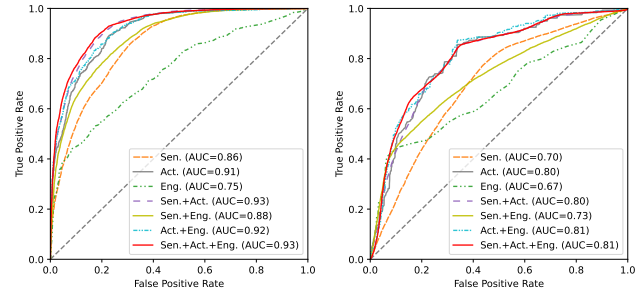 True Positive Rate
1.0
0.8
0.6
0.4
0.2
0.0
Sen. (AUC=0.86)
Act. (AUC=0.91)
Eng. (AUC=0.75)
Sen.+Act. (AUC=0.93)
Sen.+Eng. (AUC=0.88)
Act.+Eng. (AUC=0.92)
Sen.+Act.+Eng. (AUC=0.93)
0.0 0.2 0.4 0.6 0.8 1.0
False Positive Rate
True Positive Rate
1.0
0.8
0.6
0.4
0.2
0.0
Sen. (AUC=0.70)
Act. (AUC=0.80)
Eng. (AUC=0.67)
Sen.+Act. (AUC=0.80)
Sen.+Eng. (AUC=0.73)
Act.+Eng. (AUC=0.81)
Sen.+Act.+Eng. (AUC=0.81)
0.0 0.2 0.4 0.6 0.8 1.0
False Positive Rate